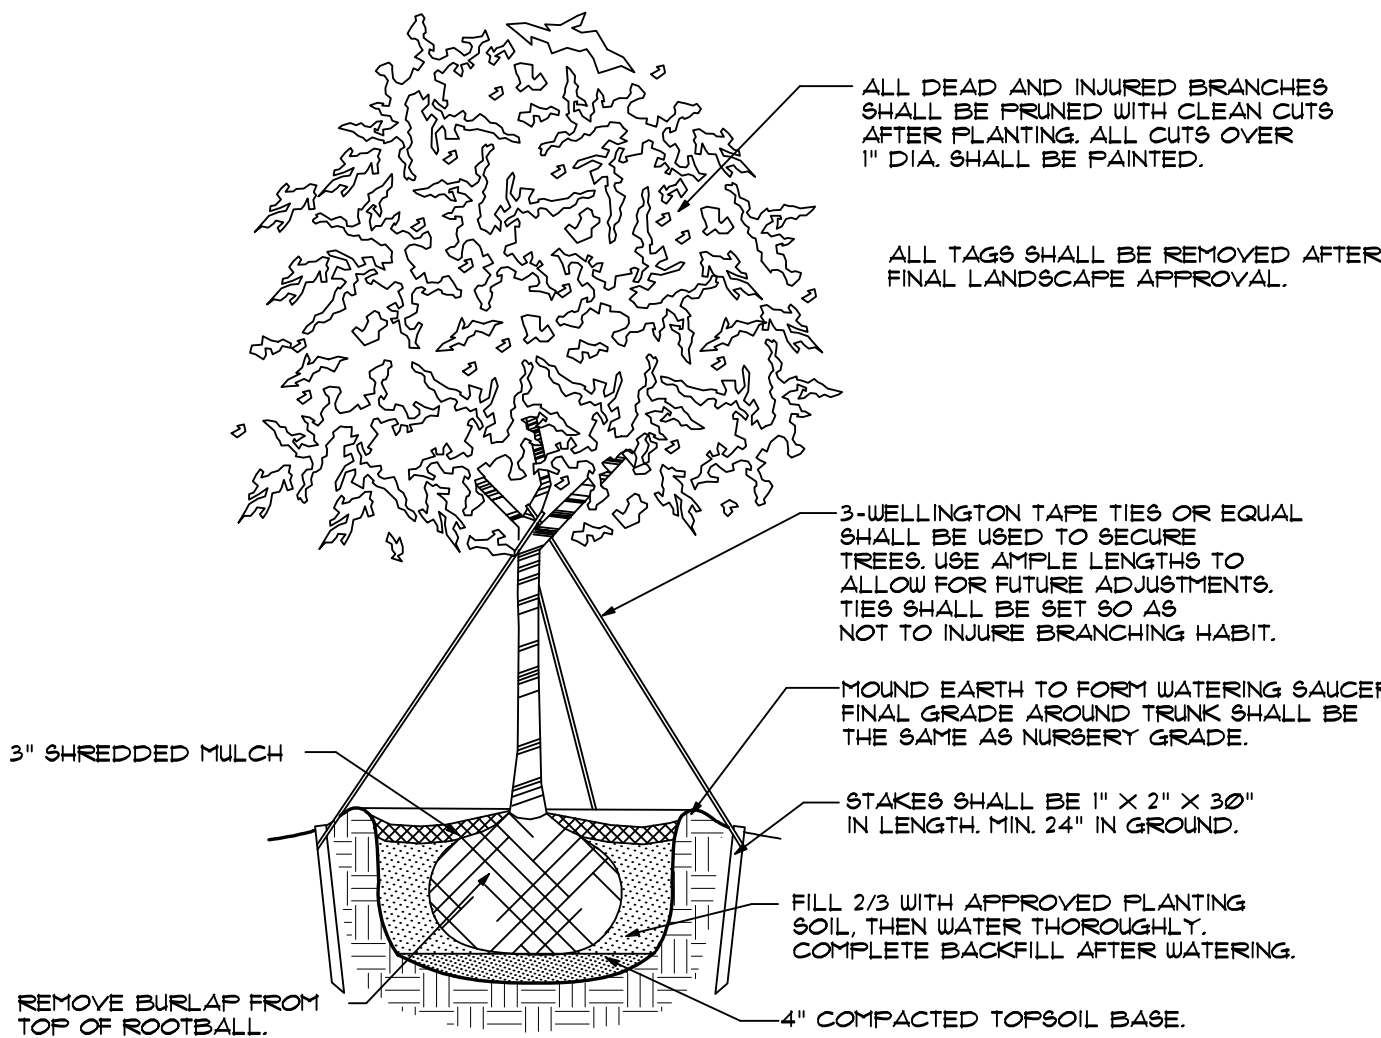 ALL DEAD AND INJURED BRANCHES
SHALL BE PRUNED WITH CLEAN CUTS
AFTER PLANTING. ALL CUTS OVER
1" DIA. SHALL BE PAINTED.
ALL TAGS SHALL BE REMOVED AFTER
FINAL LANDSCAPE APPROVAL.
3-WELLINGTON TAPE TIES OR EQUAL
SHALL BE USED TO SECURE
TREES. USE AMPLE LENGTHS TO
ALLOW FOR FUTURE ADJUSTMENTS.
TIES SHALL BE SET SO AS
NOT TO INJURE BRANCHING HABIT.
MOUND EARTH TO FORM WATERING SAUCER
FINAL GRADE AROUND TRUNK SHALL BE
THE SAME AS NURSERY GRADE.
3" SHREDDED MULCH
STAKES SHALL BE 1" X 2" X 30"
IN LENGTH. MIN. 24" IN GROUND.
FILL 2/3 WITH APPROVED PLANTING
SOIL, THEN WATER THOROUGHLY.
COMPLETE BACKFILL AFTER WATERING.
REMOVE BURLAP FROM
TOP OF ROOTBALL.
4" COMPACTED TOPSOIL BASE.